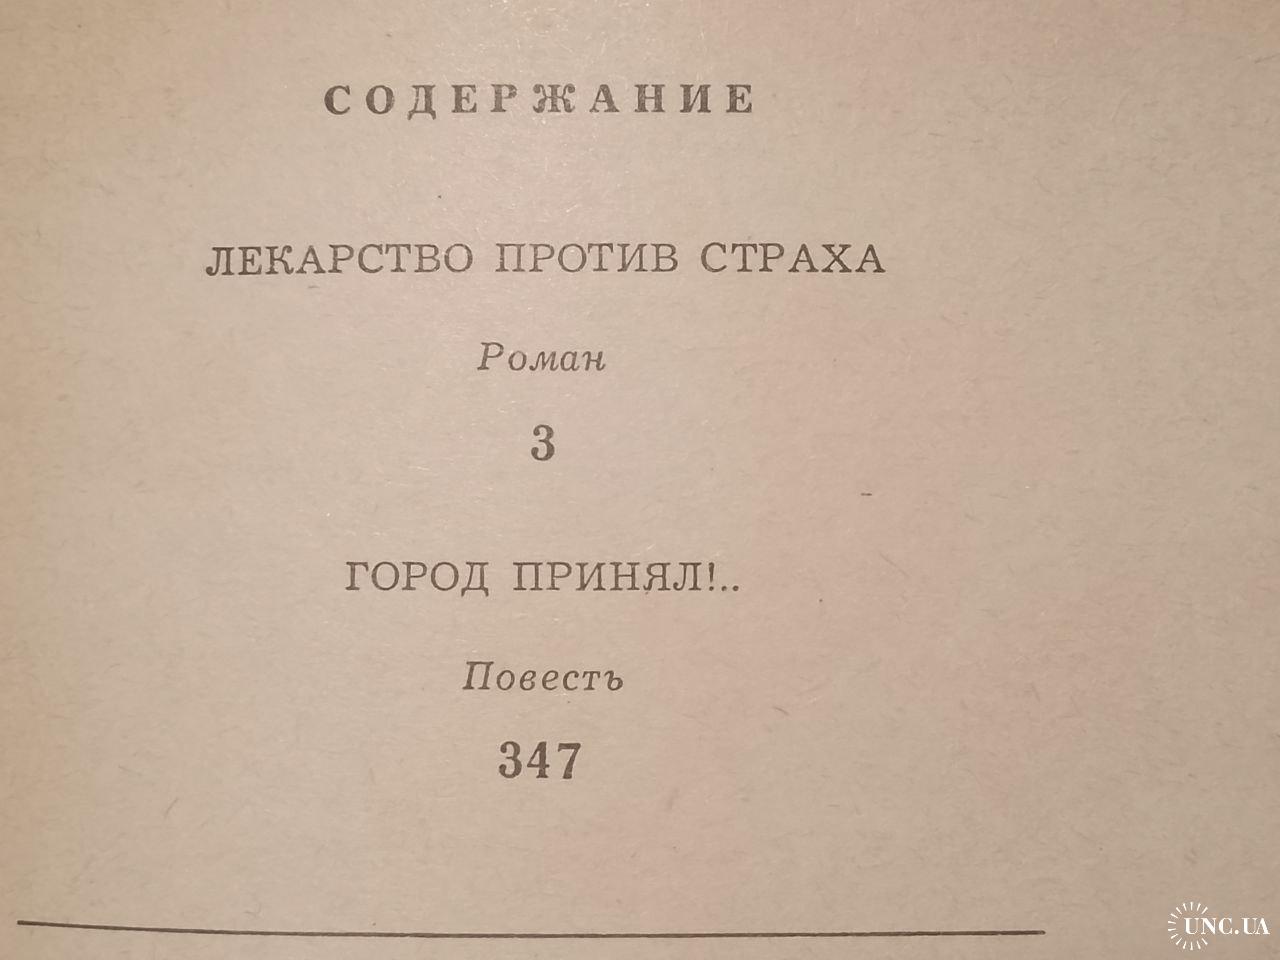 СОДЕРЖАНИЕ
ЛЕКАРСТВО ПРОТИВ СТРАХА
Роман
3
ГОРОД ПРИНЯЛ!..
Повесть
347
UNC.UA